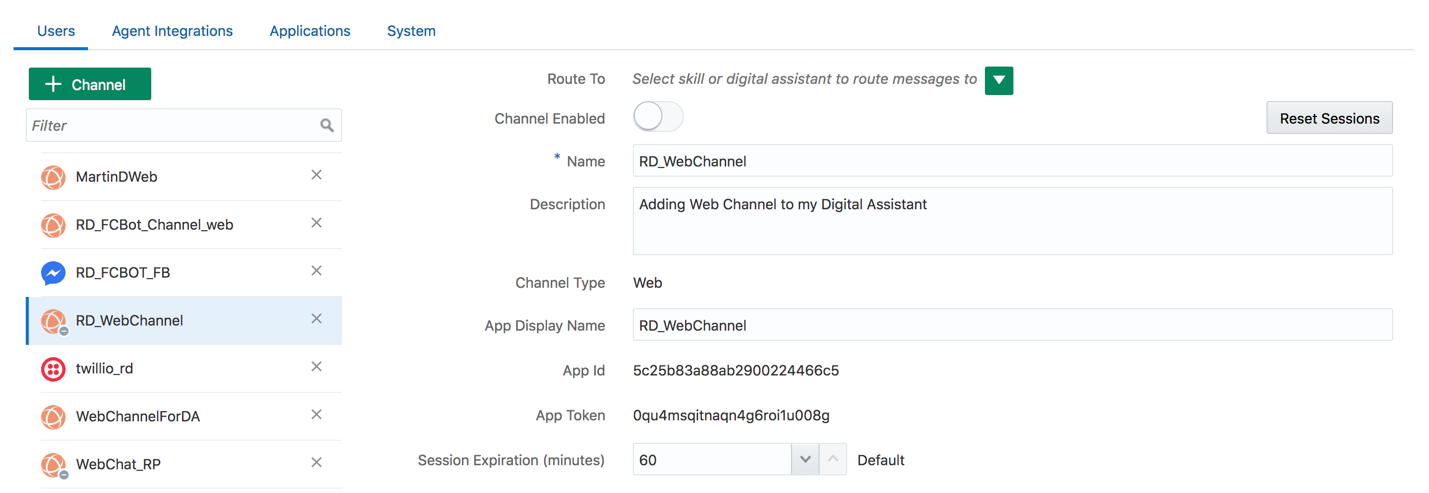 Users Agent Integrations Applications System
+ Channel
Filter
MartinDWeb
RD_FCBot_Channel_web
RD_FCBOT_FB
RD_WebChannel
twillio_rd
WebChannelForDA
WebChat_RP
Route To Select skill or digital assistant to route messages to
Channel Enabled
Reset Sessions
* Name RD_WebChannel
Description Adding Web Channel to my Digital Assistant
Channel Type Web
App Display Name RD_WebChannel
App Id 5c25b83a88ab2900224466c5
App Token 0qu4msqitnaqn4g6roi1u008g
Session Expiration (minutes) 60 Default